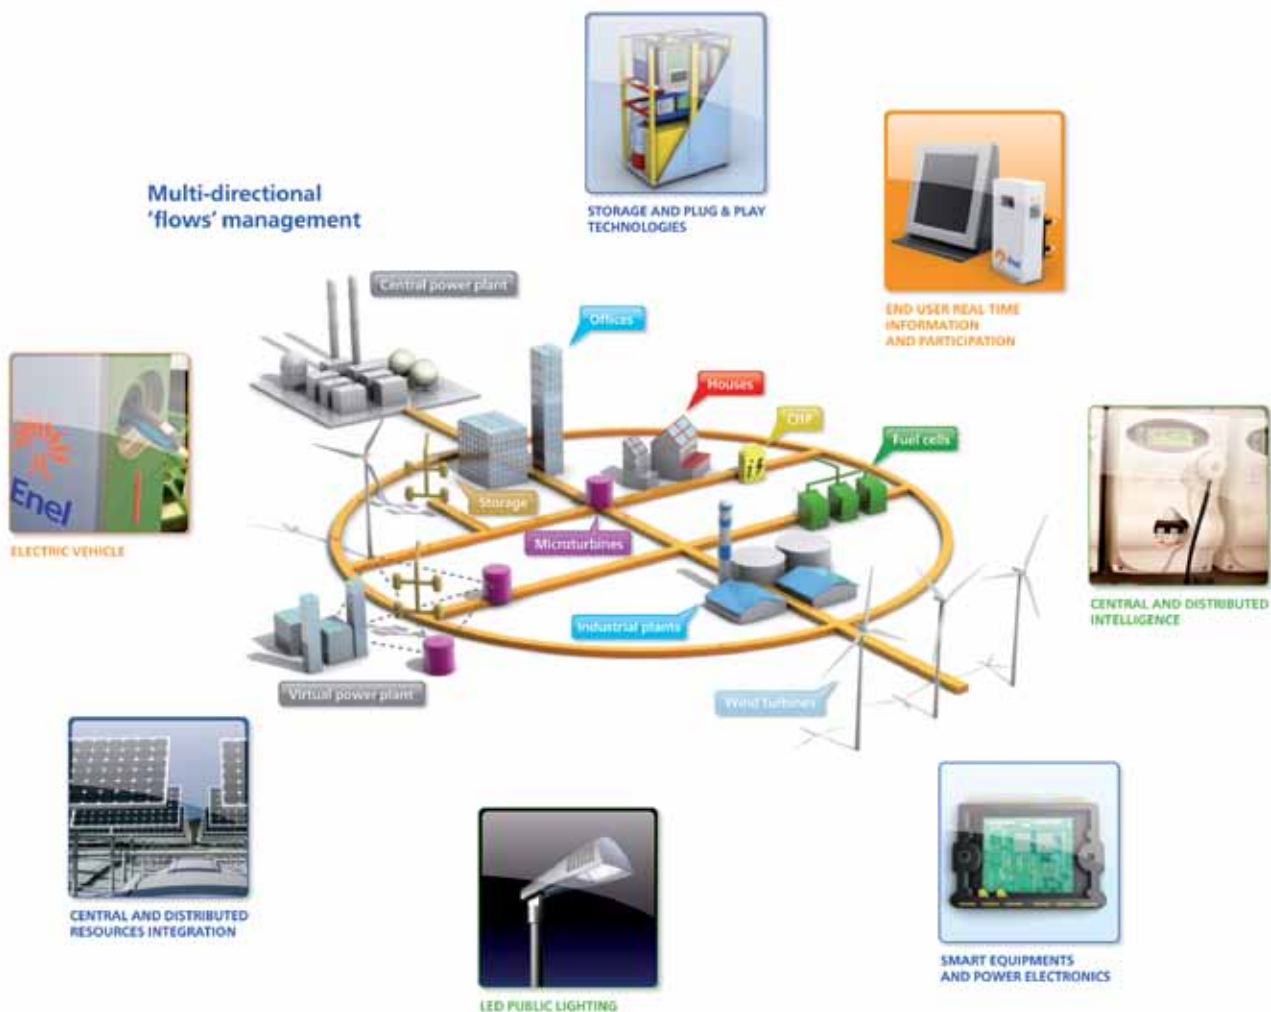 Multi-directional
'flows' management
STORAGE AND PLUG & PLAY
TECHNOLOGIES
Enel
END USER REAL TIME
INFORMATION
AND PARTICIPATION
Central power plant
Offices
Houses
CHP
Fuel cells
Enel
ELECTRIC VEHICLE
Storage
Microturbines
CENTRAL AND DISTRIBUTED
INTELLIGENCE
Industrial plants
Virtual power plant
Wind turbines
CENTRAL AND DISTRIBUTED
RESOURCES INTEGRATION
SMART EQUIPMENTS
AND POWER ELECTRONICS
LED PUBLIC LIGHTING